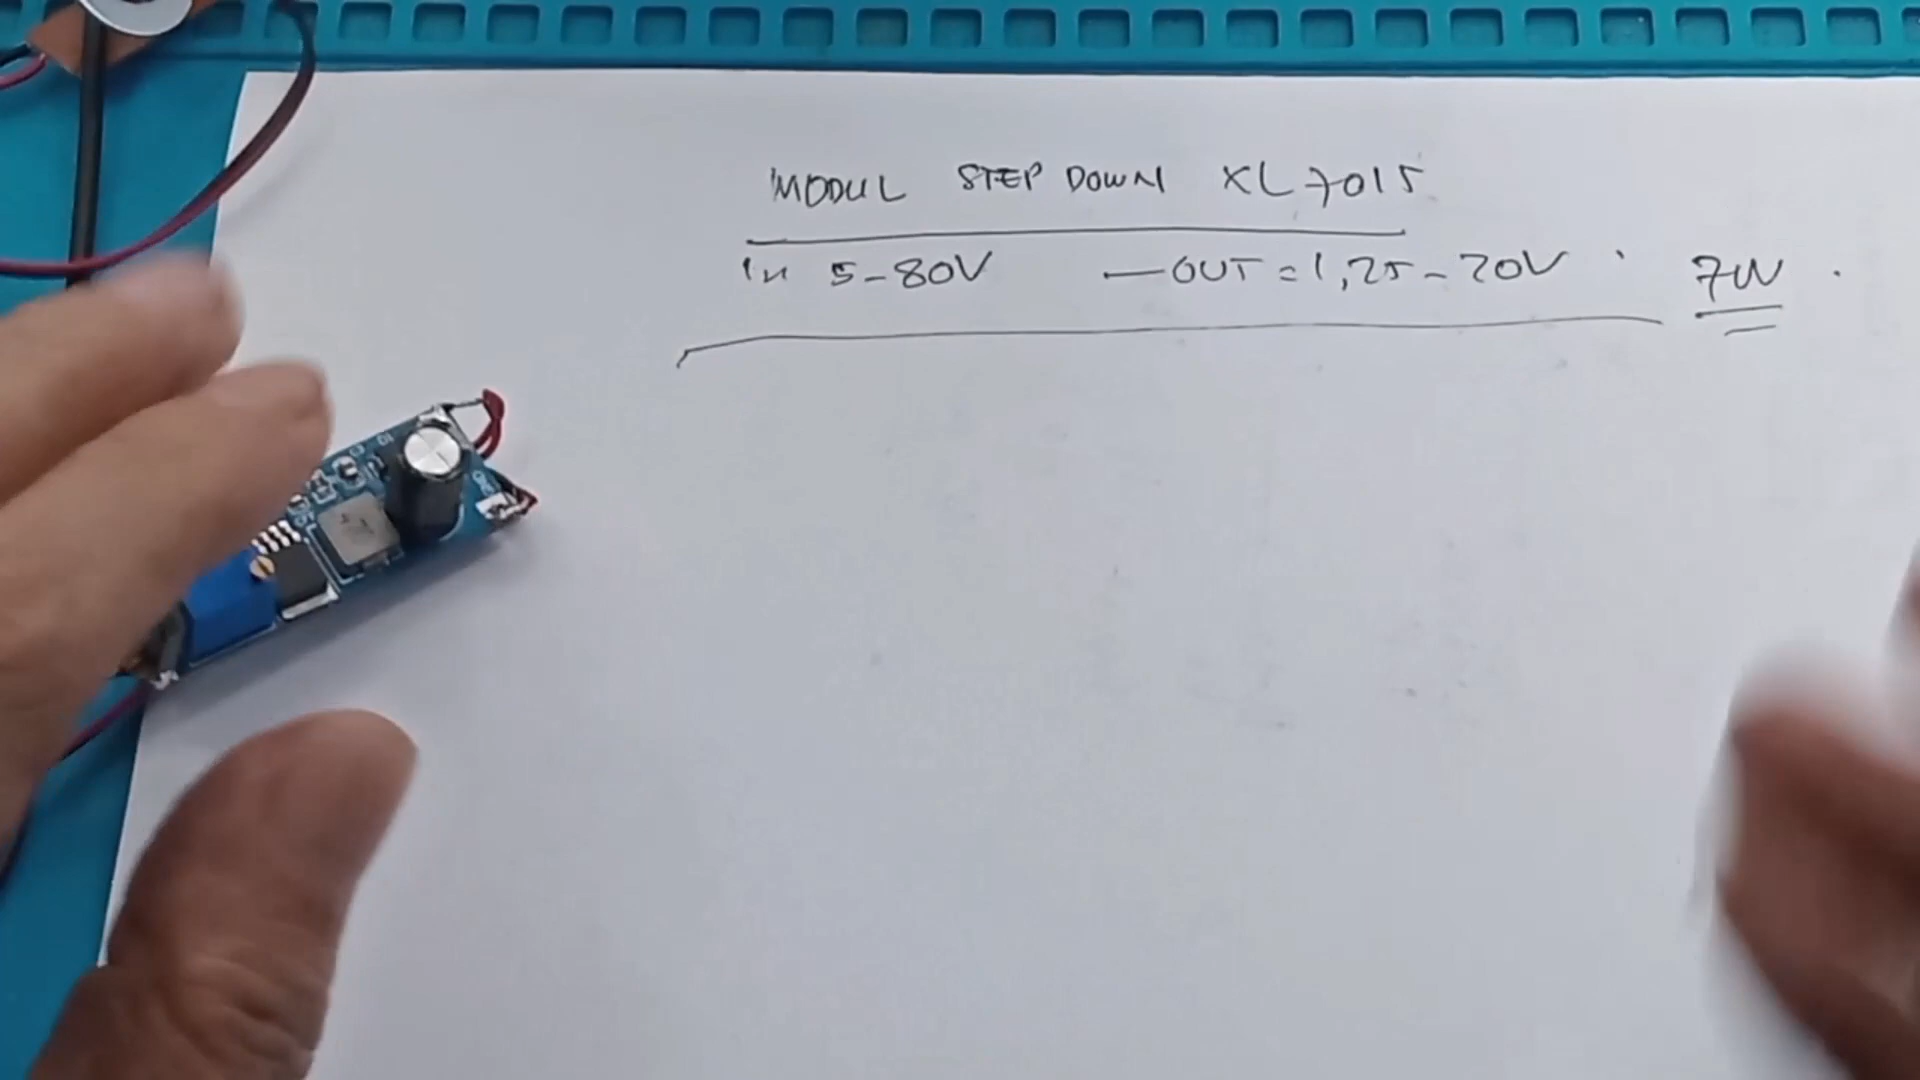 MODUL STEP DOWN XL7015
In 5-80V — OUT = 1,25 - 20V 7W